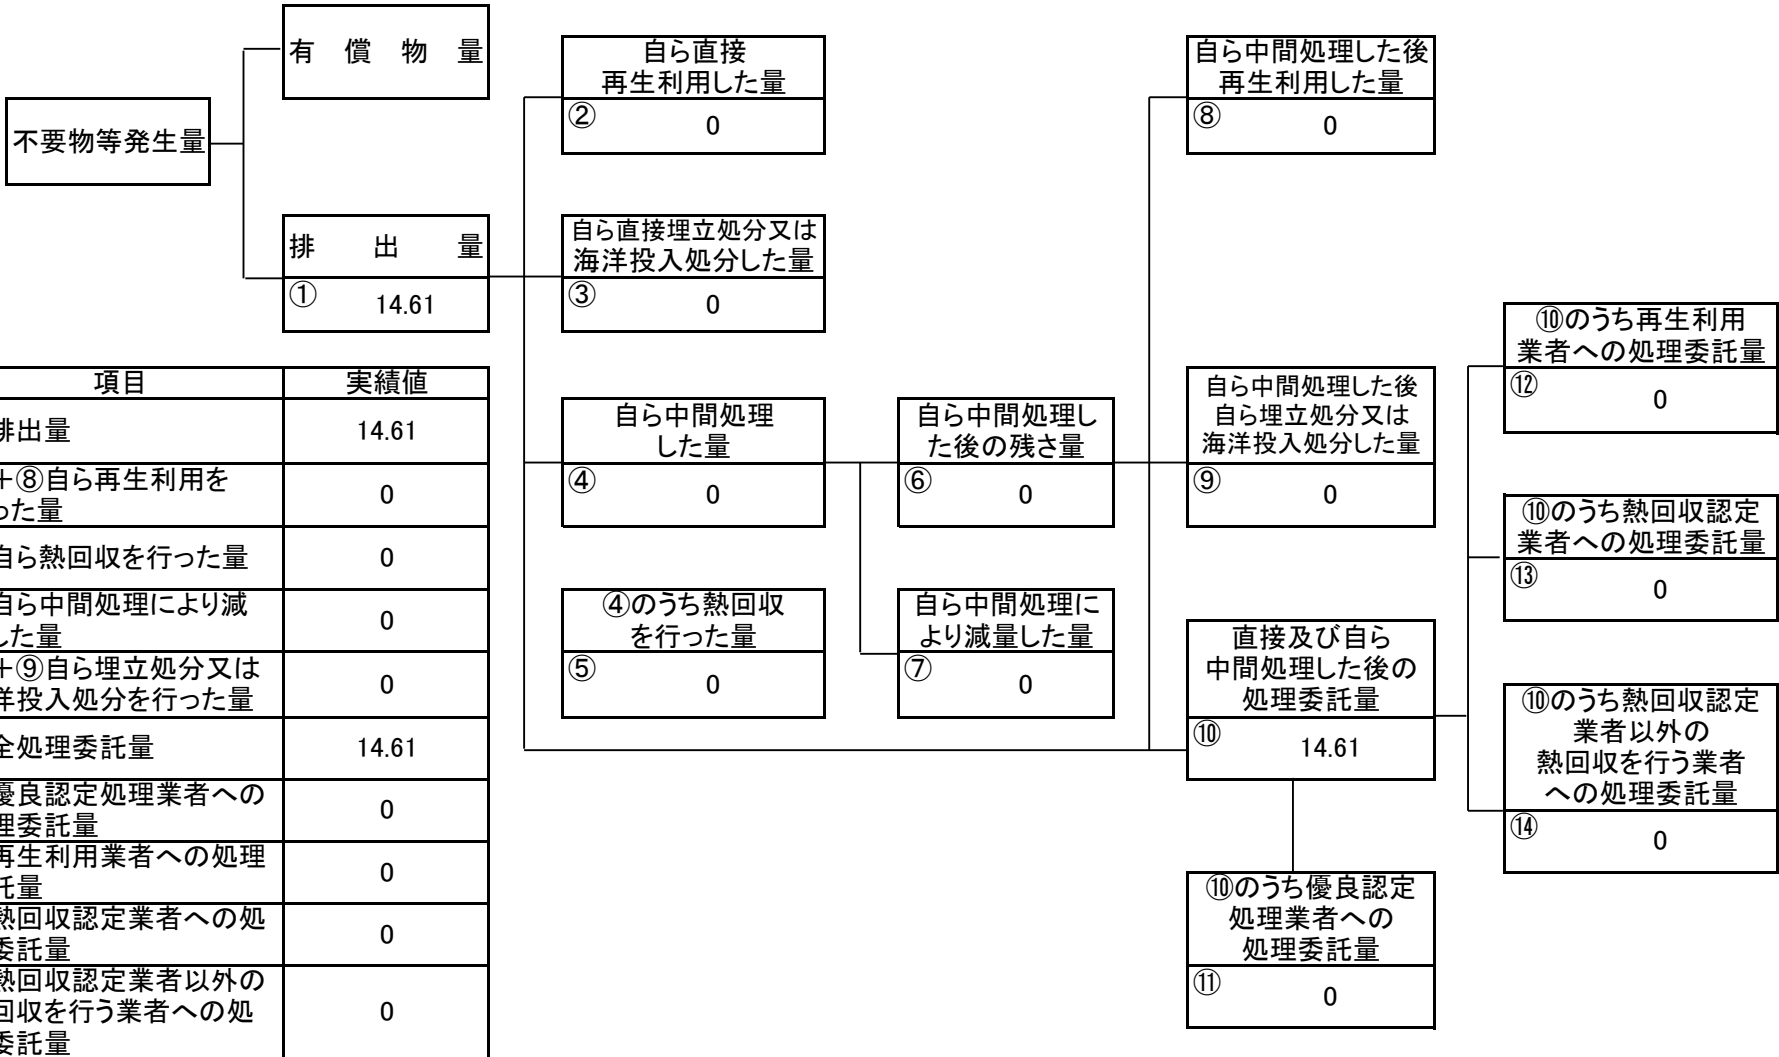 有 償 物 量
不要物等発生量
排 出 量
① 14.61
自ら直接
再生利用した量
② 0
自ら直接埋立処分又は
海洋投入処分した量
③ 0
自ら中間処理
した量
④ 0
④のうち熱回収
を行った量
⑤ 0
自ら中間処理し
た後の残さ量
⑥ 0
自ら中間処理に
より減量した量
⑦ 0
自ら中間処理した後
再生利用した量
⑧ 0
自ら中間処理した後
自ら埋立処分又は
海洋投入処分した量
⑨ 0
直接及び自ら
中間処理した後の
処理委託量
⑩ 14.61
⑩のうち優良認定
処理業者への
処理委託量
⑪ 0
⑩のうち再生利用
業者への処理委託量
⑫ 0
⑩のうち熱回収認定
業者への処理委託量
⑬ 0
⑩のうち熱回収認定
業者以外の
熱回収を行う業者
への処理委託量
⑭ 0
項目 実績値
排出量 14.61
+⑧自ら再生利用を
った量 0
自ら熱回収を行った量 0
自ら中間処理により減
した量 0
+⑨自ら埋立処分又は
洋投入処分を行った量 0
全処理委託量 14.61
優良認定処理業者への
理委託量 0
再生利用業者への処理
託量 0
熱回収認定業者への処
委託量 0
熱回収認定業者以外の
回収を行う業者への処
委託量 0